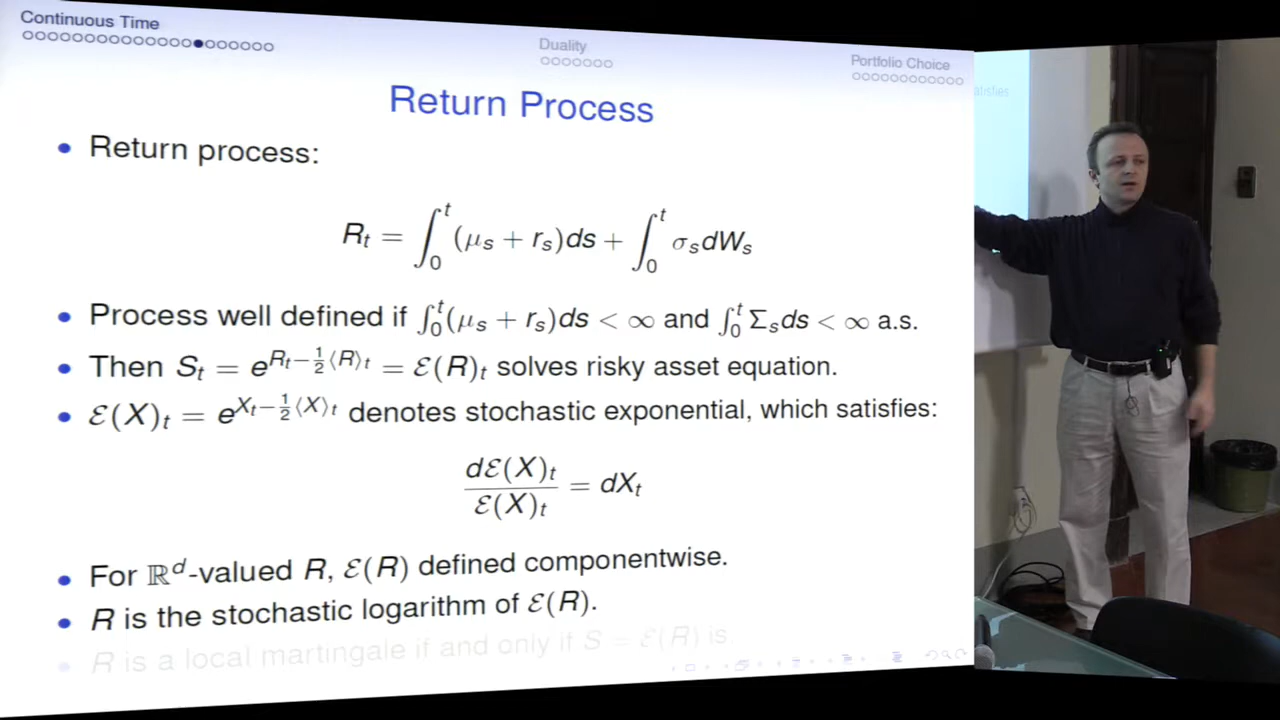 Continuous Time
Duality
Portfolio Choice
Return Process
• Return process:
R_t = ∫_0^t (μ_s + r_s)ds + ∫_0^t σ_s dW_s
• Process well defined if ∫_0^t (μ_s + r_s)ds < ∞ and ∫_0^t Σ_s ds < ∞ a.s.
• Then S_t = e^{R_t − ½⟨R⟩_t} = ℰ(R)_t solves risky asset equation.
• ℰ(X)_t = e^{X_t − ½⟨X⟩_t} denotes stochastic exponential, which satisfies:
dℰ(X)_t / ℰ(X)_t = dX_t
• For ℝ^d-valued R, ℰ(R) defined componentwise.
• R is the stochastic logarithm of ℰ(R).
• R is a local martingale if and only if S = ℰ(R) is.
atisfies